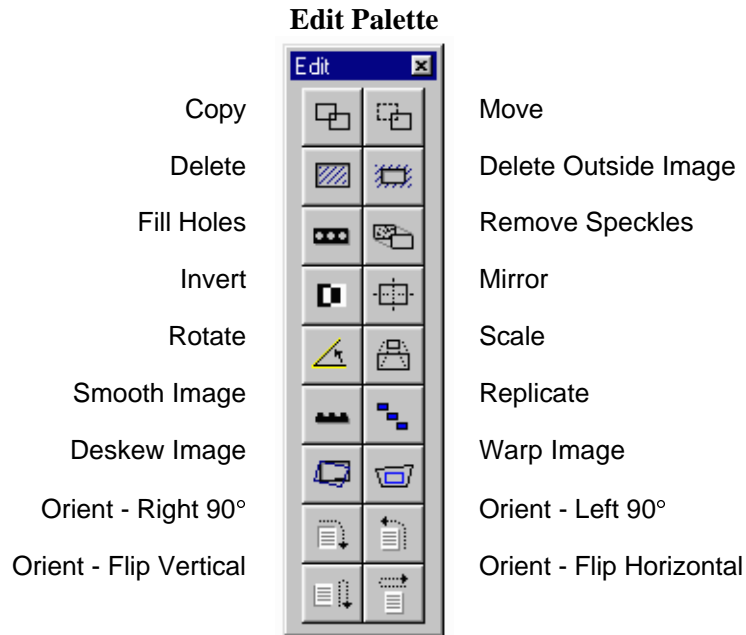 Edit Palette
Edit
Copy Move
Delete Delete Outside Image
Fill Holes Remove Speckles
Invert Mirror
Rotate Scale
Smooth Image Replicate
Deskew Image Warp Image
Orient - Right 90° Orient - Left 90°
Orient - Flip Vertical Orient - Flip Horizontal